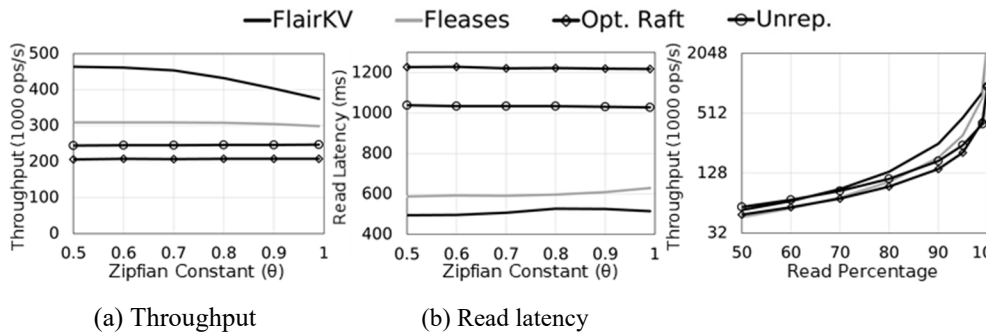 FlairKV Fleases Opt. Raft Unrep.
Throughput (1000 ops/s)
500
400
300
200
100
0
0.5 0.6 0.7 0.8 0.9 1
Zipfian Constant (θ)
(a) Throughput
Read Latency (ms)
1200
1000
800
600
400
0.5 0.6 0.7 0.8 0.9 1
Zipfian Constant (θ)
(b) Read latency
Throughput (1000 ops/s)
2048
512
128
32
50 60 70 80 90 10
Read Percentage